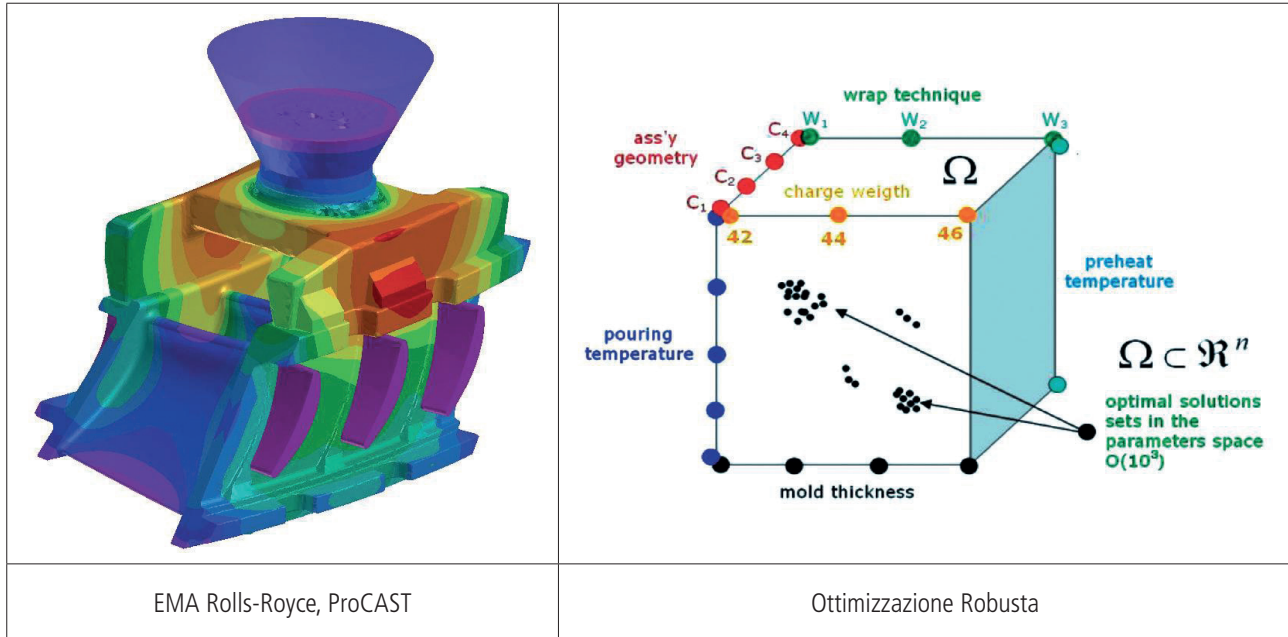 wrap technique
W₁ W₂ W₃
ass'y
geometry
C₄
C₃
C₂
C₁
Ω
charge weigth
42 44 46
preheat
temperature
pouring
temperature
Ω ⊂ ℜⁿ
optimal solutions
sets in the
parameters space
O(10³)
mold thickness
EMA Rolls-Royce, ProCAST
Ottimizzazione Robusta